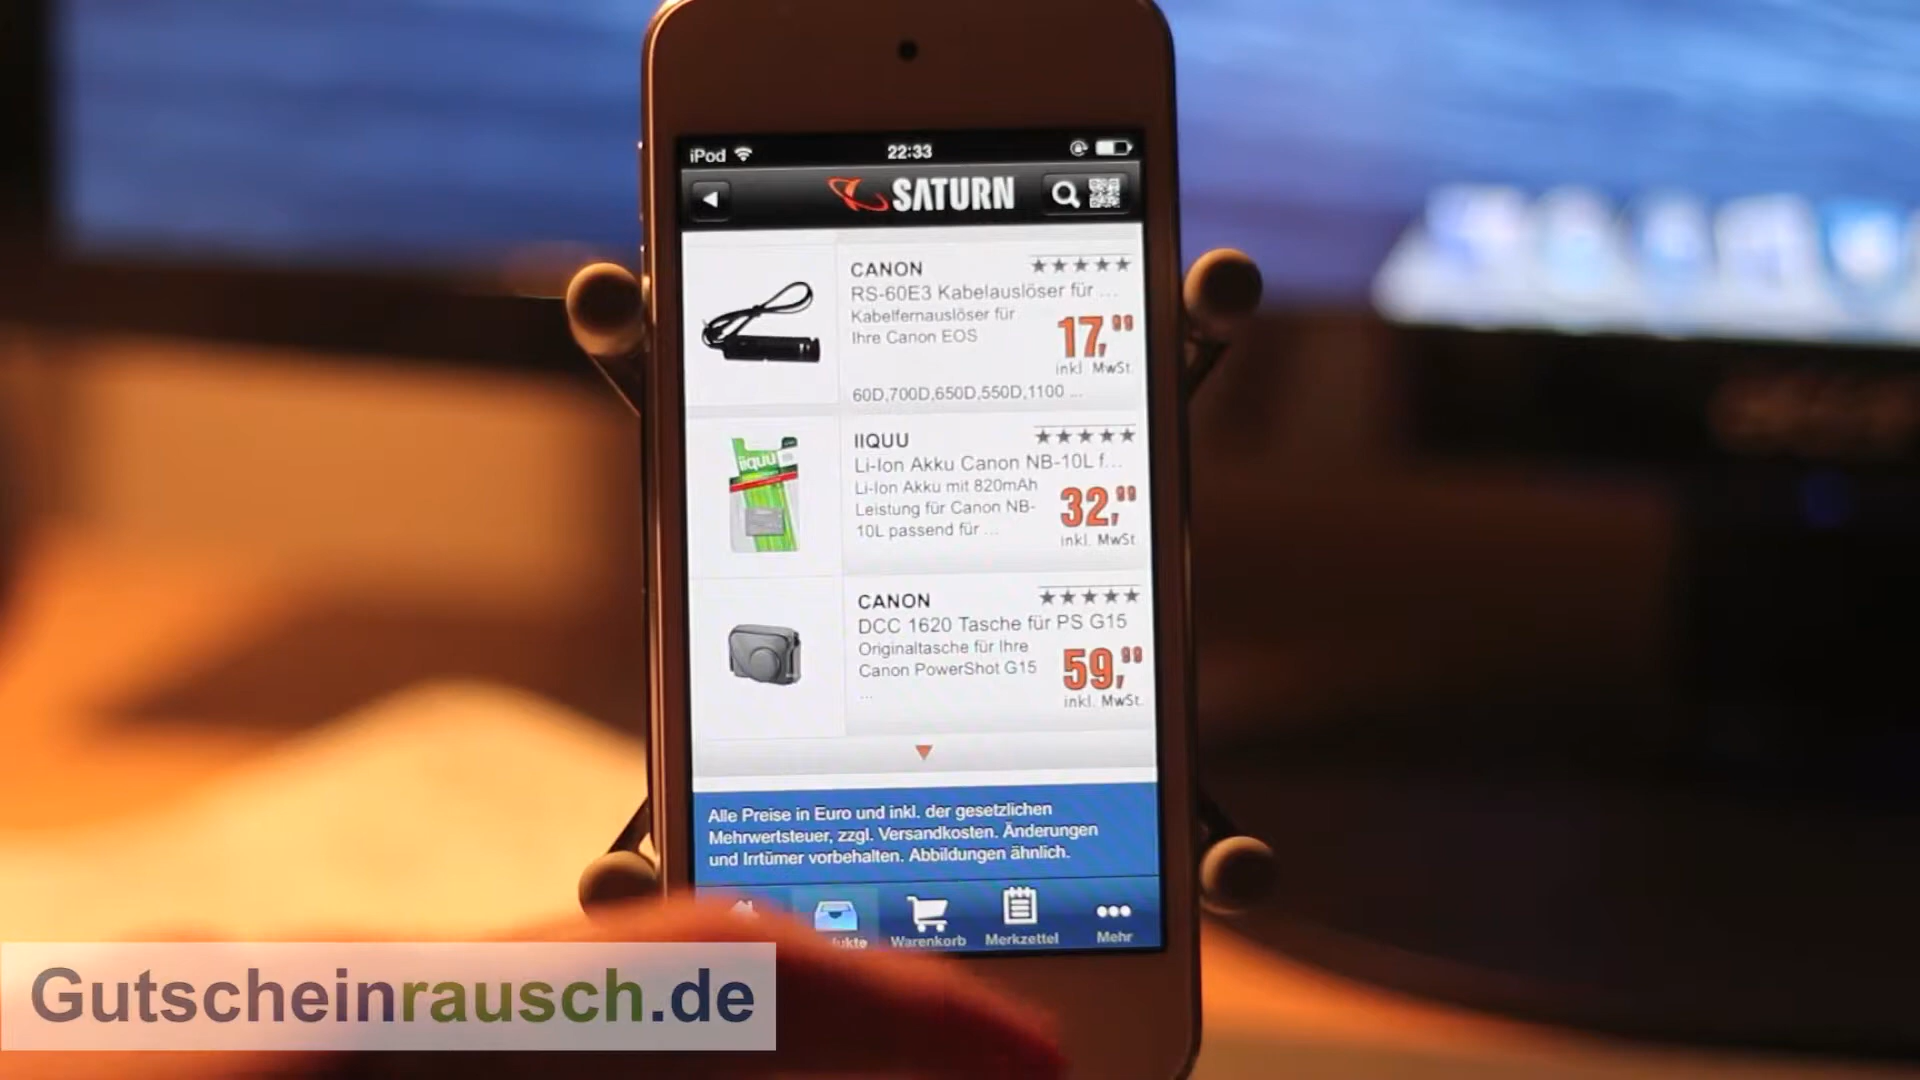 iPod
22:33
SATURN
CANON
RS-60E3 Kabelauslöser für ...
Kabelfernauslöser für
Ihre Canon EOS
17,99
inkl. MwSt.
60D,700D,650D,550D,1100 ...
iiquu
IIQUU
Li-Ion Akku Canon NB-10L f...
Li-Ion Akku mit 820mAh
Leistung für Canon NB-
10L passend für ...
32,99
inkl. MwSt.
CANON
DCC 1620 Tasche für PS G15
Originaltasche für Ihre
Canon PowerShot G15
...
59,99
inkl. MwSt.
Alle Preise in Euro und inkl. der gesetzlichen
Mehrwertsteuer, zzgl. Versandkosten. Änderungen
und Irrtümer vorbehalten. Abbildungen ähnlich.
Warenkorb Merkzettel Mehr
Gutscheinrausch.de